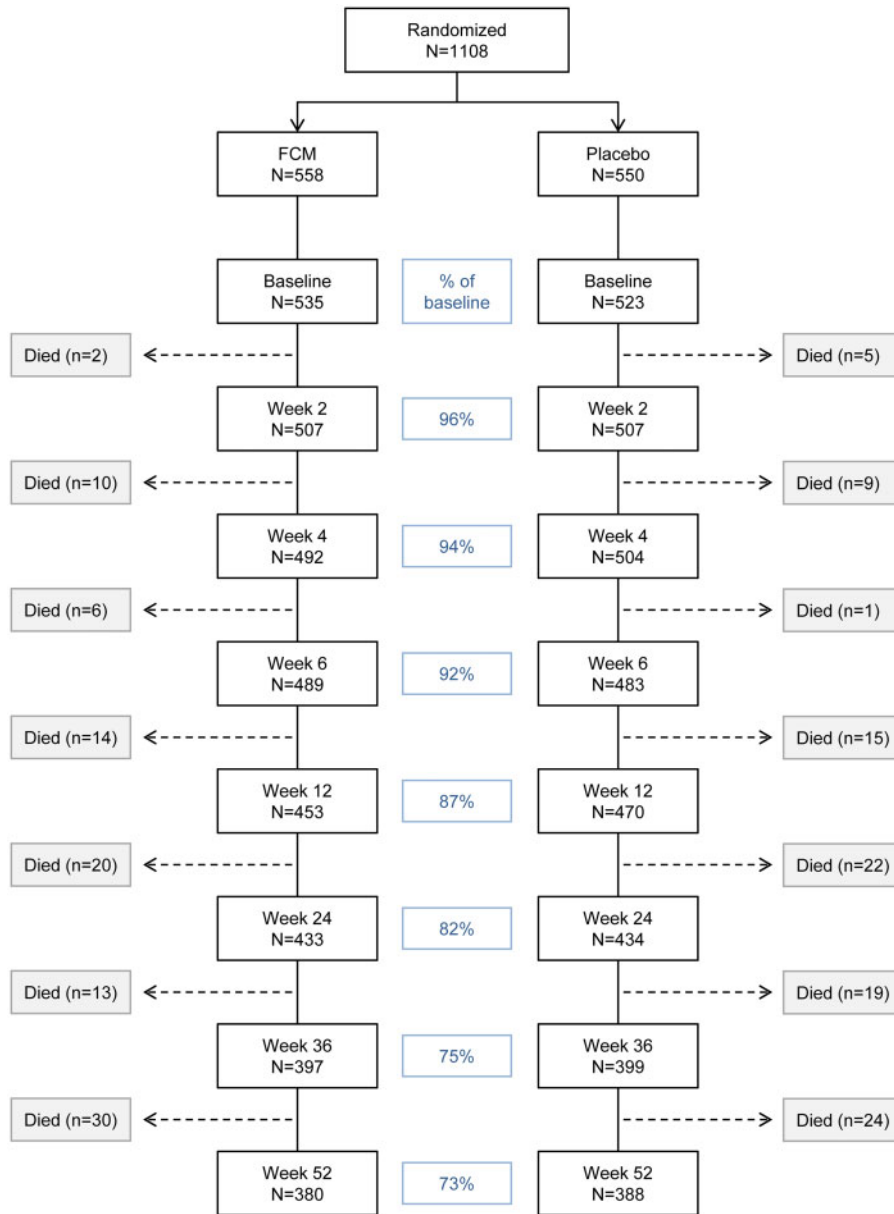 Randomized
N=1108
FCM
N=558
Placebo
N=550
Baseline
N=535
% of
baseline
Baseline
N=523
Died (n=2)
Died (n=5)
Week 2
N=507
96%
Week 2
N=507
Died (n=10)
Died (n=9)
Week 4
N=492
94%
Week 4
N=504
Died (n=6)
Died (n=1)
Week 6
N=489
92%
Week 6
N=483
Died (n=14)
Died (n=15)
Week 12
N=453
87%
Week 12
N=470
Died (n=20)
Died (n=22)
Week 24
N=433
82%
Week 24
N=434
Died (n=13)
Died (n=19)
Week 36
N=397
75%
Week 36
N=399
Died (n=30)
Died (n=24)
Week 52
N=380
73%
Week 52
N=388